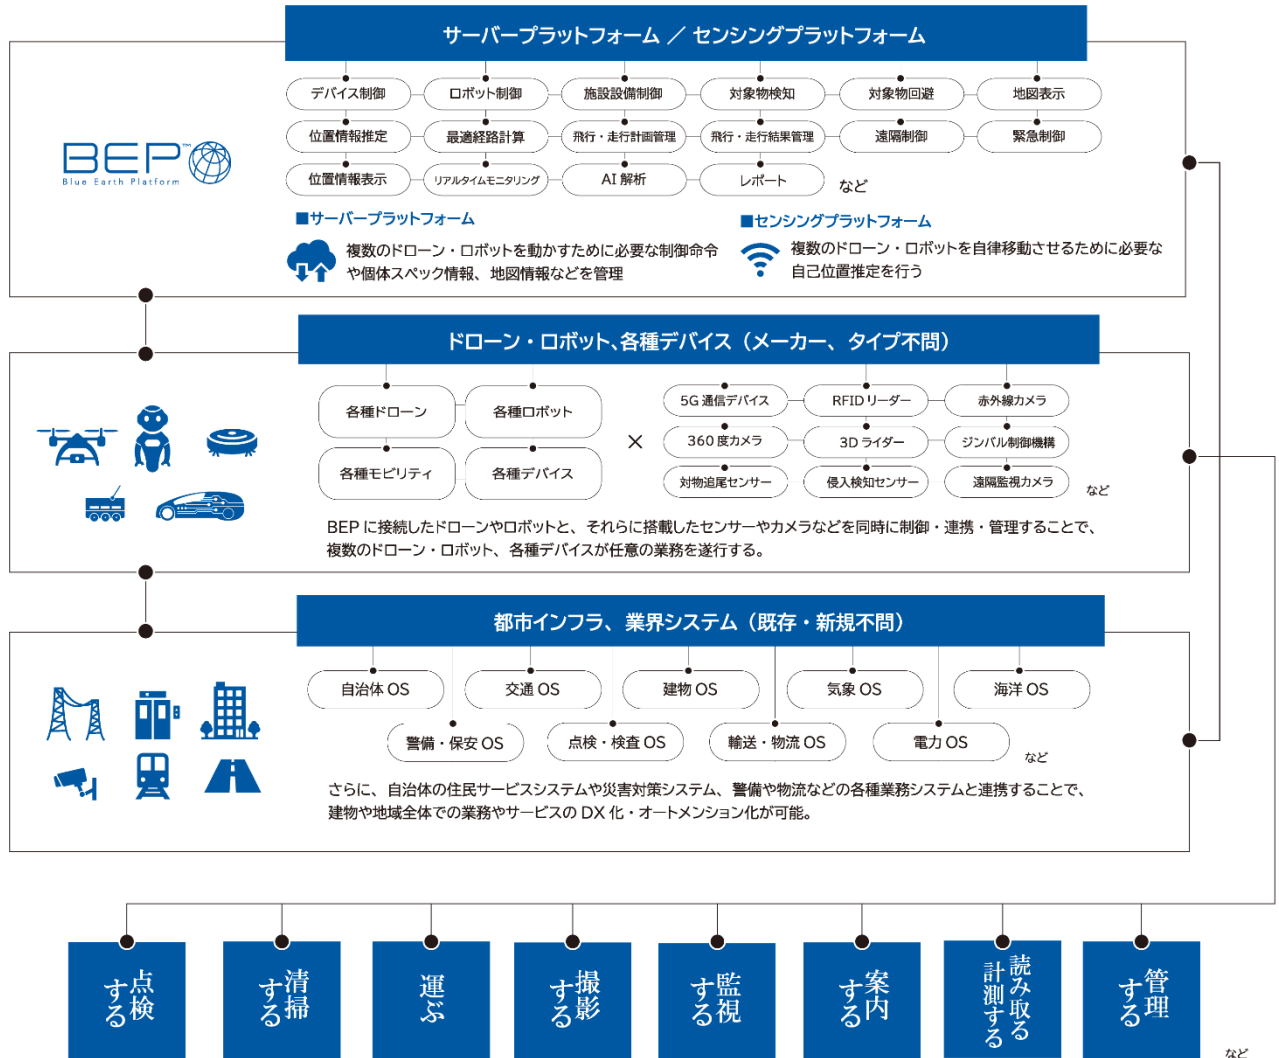 サーバープラットフォーム ／ センシングプラットフォーム
デバイス制御
ロボット制御
施設設備制御
対象物検知
対象物回避
地図表示
位置情報推定
最適経路計算
飛行・走行計画管理
飛行・走行結果管理
遠隔制御
緊急制御
BEP™
Blue Earth Platform
位置情報表示
リアルタイムモニタリング
AI 解析
レポート
など
■サーバープラットフォーム
複数のドローン・ロボットを動かすために必要な制御命令
や個体スペック情報、地図情報などを管理
■センシングプラットフォーム
複数のドローン・ロボットを自律移動させるために必要な
自己位置推定を行う
ドローン・ロボット、各種デバイス（メーカー、タイプ不問）
各種ドローン
各種ロボット
各種モビリティ
各種デバイス
×
5G 通信デバイス
RFID リーダー
赤外線カメラ
360 度カメラ
3D ライダー
ジンバル制御機構
対物追尾センサー
侵入検知センサー
遠隔監視カメラ
など
BEP に接続したドローンやロボットと、それらに搭載したセンサーやカメラなどを同時に制御・連携・管理することで、
複数のドローン・ロボット、各種デバイスが任意の業務を遂行する。
都市インフラ、業界システム（既存・新規不問）
自治体 OS
交通 OS
建物 OS
気象 OS
海洋 OS
警備・保安 OS
点検・検査 OS
輸送・物流 OS
電力 OS
など
さらに、自治体の住民サービスシステムや災害対策システム、警備や物流などの各種業務システムと連携することで、
建物や地域全体での業務やサービスの DX 化・オートメンション化が可能。
点検
する
清掃
する
運ぶ
撮影
する
監視
する
案内
する
読み取る
計測する
管理
する
など